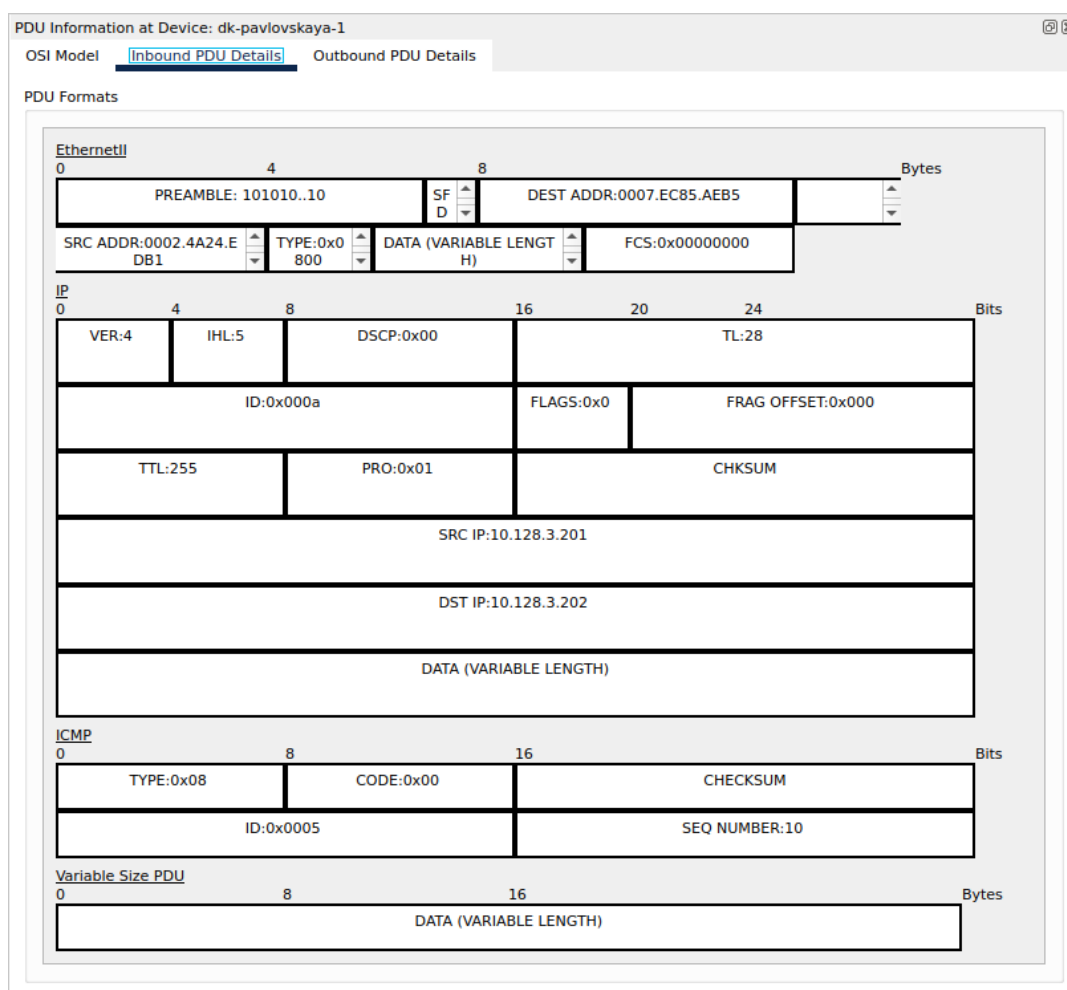 PDU Information at Device: dk-pavlovskaya-1
OSI Model Inbound PDU Details Outbound PDU Details
PDU Formats
EthernetII
0 4 8 Bytes
PREAMBLE: 101010..10 SF D DEST ADDR:0007.EC85.AEB5
SRC ADDR:0002.4A24.E DB1 TYPE:0x0 800 DATA (VARIABLE LENGT H) FCS:0x00000000
IP
0 4 8 16 20 24 Bits
VER:4 IHL:5 DSCP:0x00 TL:28
ID:0x000a FLAGS:0x0 FRAG OFFSET:0x000
TTL:255 PRO:0x01 CHKSUM
SRC IP:10.128.3.201
DST IP:10.128.3.202
DATA (VARIABLE LENGTH)
ICMP
0 8 16 Bits
TYPE:0x08 CODE:0x00 CHECKSUM
ID:0x0005 SEQ NUMBER:10
Variable Size PDU
0 8 16 Bytes
DATA (VARIABLE LENGTH)